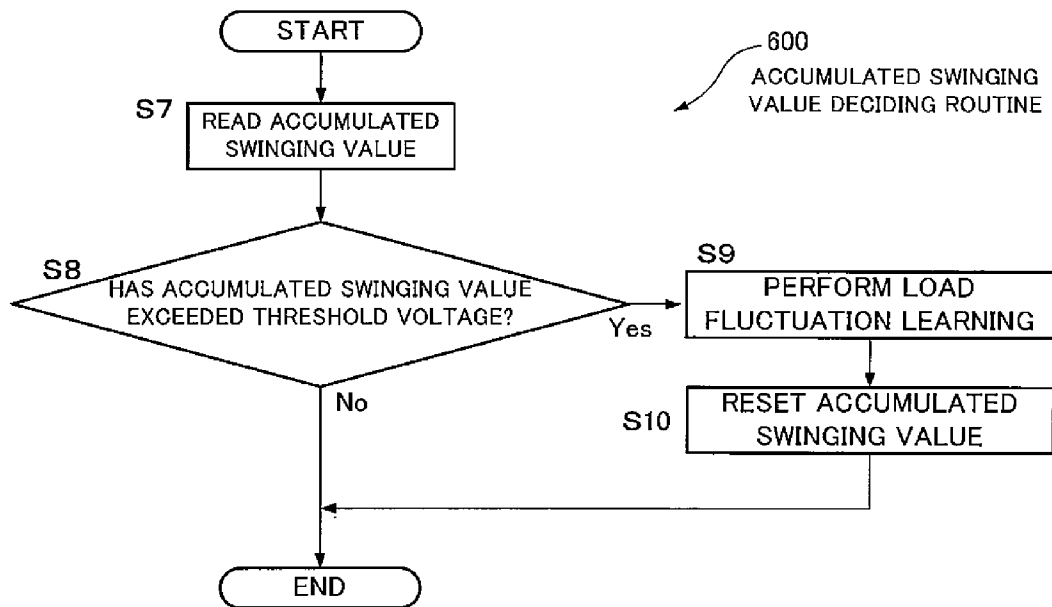 START
600
ACCUMULATED SWINGING
VALUE DECIDING ROUTINE
S7
READ ACCUMULATED
SWINGING VALUE
S8
HAS ACCUMULATED SWINGING VALUE
EXCEEDED THRESHOLD VOLTAGE?
Yes
No
S9
PERFORM LOAD
FLUCTUATION LEARNING
S10
RESET ACCUMULATED
SWINGING VALUE
END